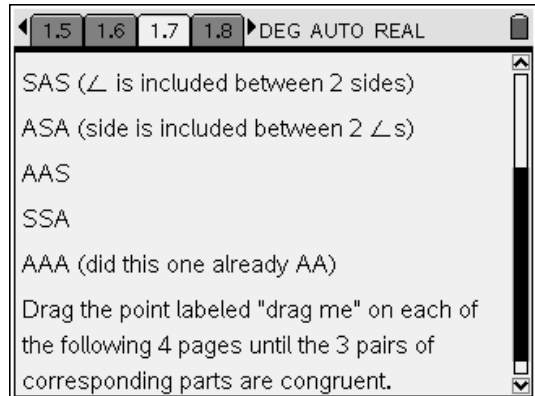 1.5 1.6 1.7 1.8 DEG AUTO REAL
SAS (∠ is included between 2 sides)
ASA (side is included between 2 ∠s)
AAS
SSA
AAA (did this one already AA)
Drag the point labeled "drag me" on each of
the following 4 pages until the 3 pairs of
corresponding parts are congruent.